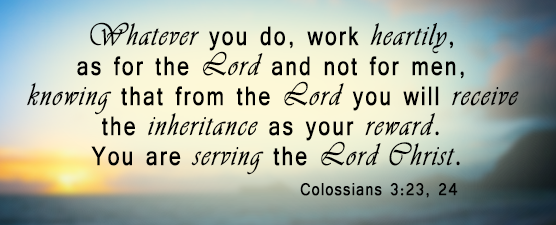 Whatever you do, work heartily,
as for the Lord and not for men,
knowing that from the Lord you will receive
the inheritance as your reward.
You are serving the Lord Christ.
Colossians 3:23, 24